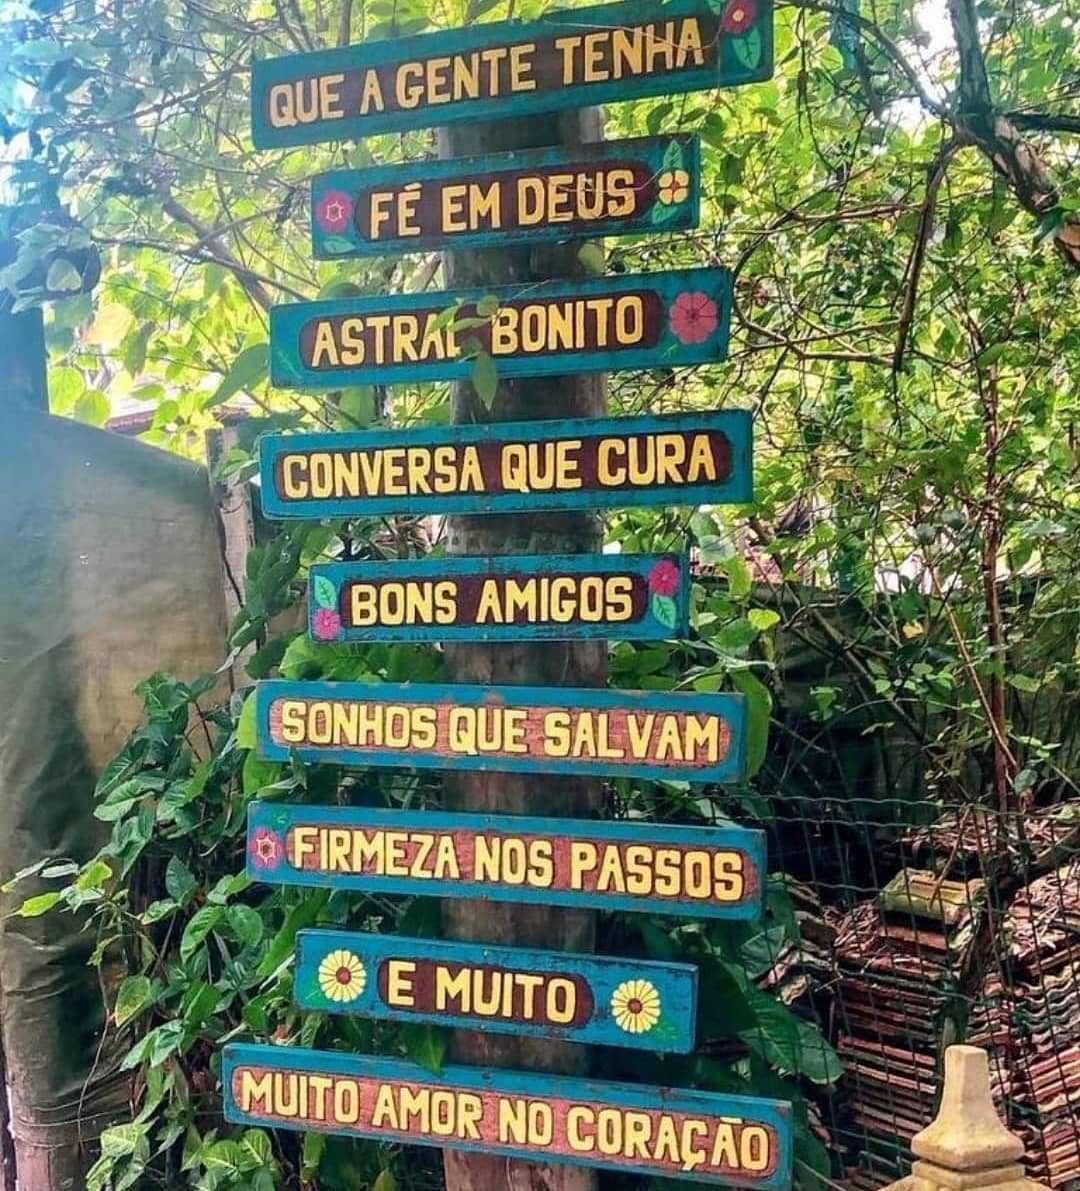 QUE A GENTE TENHA
FÉ EM DEUS
ASTRAL BONITO
CONVERSA QUE CURA
BONS AMIGOS
SONHOS QUE SALVAM
FIRMEZA NOS PASSOS
E MUITO
MUITO AMOR NO CORAÇÃO